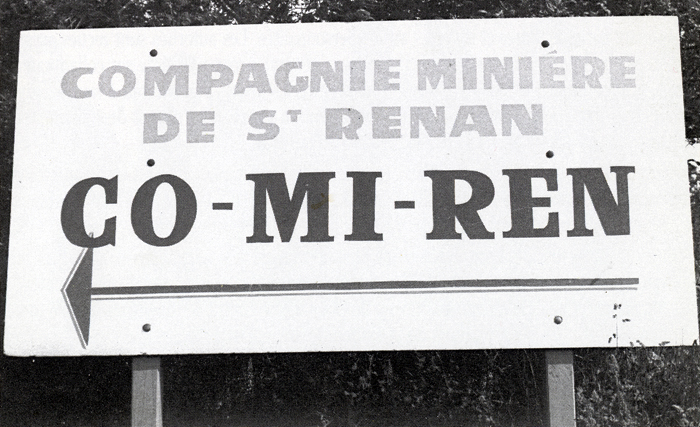 COMPAGNIE MINIÈRE
DE ST RENAN
CO-MI-REN